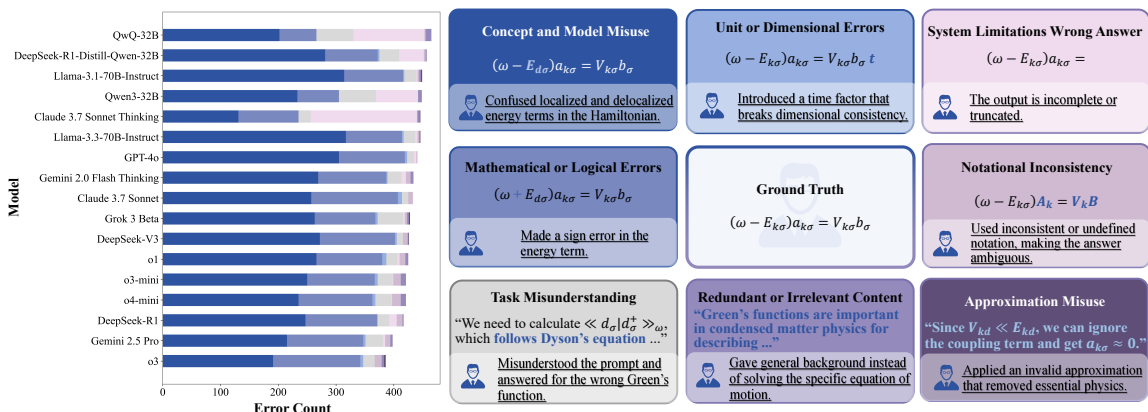 QwQ-32B
DeepSeek-R1-Distill-Qwen-32B
Llama-3.1-70B-Instruct
Qwen3-32B
Claude 3.7 Sonnet Thinking
Llama-3.3-70B-Instruct
GPT-4o
Gemini 2.0 Flash Thinking
Claude 3.7 Sonnet
Grok 3 Beta
DeepSeek-V3
o1
o3-mini
o4-mini
DeepSeek-R1
Gemini 2.5 Pro
o3
Model
0 100 200 300 400
Error Count
Concept and Model Misuse
(ω − E_{dσ})a_{kσ} = V_{kσ}b_σ
Confused localized and delocalized
energy terms in the Hamiltonian.
Unit or Dimensional Errors
(ω − E_{kσ})a_{kσ} = V_{kσ}b_σ t
Introduced a time factor that
breaks dimensional consistency.
System Limitations Wrong Answer
(ω − E_{kσ})a_{kσ} =
The output is incomplete or
truncated.
Mathematical or Logical Errors
(ω + E_{dσ})a_{kσ} = V_{kσ}b_σ
Made a sign error in the
energy term.
Ground Truth
(ω − E_{kσ})a_{kσ} = V_{kσ}b_σ
Notational Inconsistency
(ω − E_{kσ})A_k = V_kB
Used inconsistent or undefined
notation, making the answer
ambiguous.
Task Misunderstanding
“We need to calculate ≪ d_σ|d_σ^+ ≫_ω,
which follows Dyson's equation ...”
Misunderstood the prompt and
answered for the wrong Green's
function.
Redundant or Irrelevant Content
“Green's functions are important
in condensed matter physics for
describing ...”
Gave general background instead
of solving the specific equation of
motion.
Approximation Misuse
“Since V_{kd} ≪ E_{kd}, we can ignore
the coupling term and get a_{kσ} ≈ 0.”
Applied an invalid approximation
that removed essential physics.